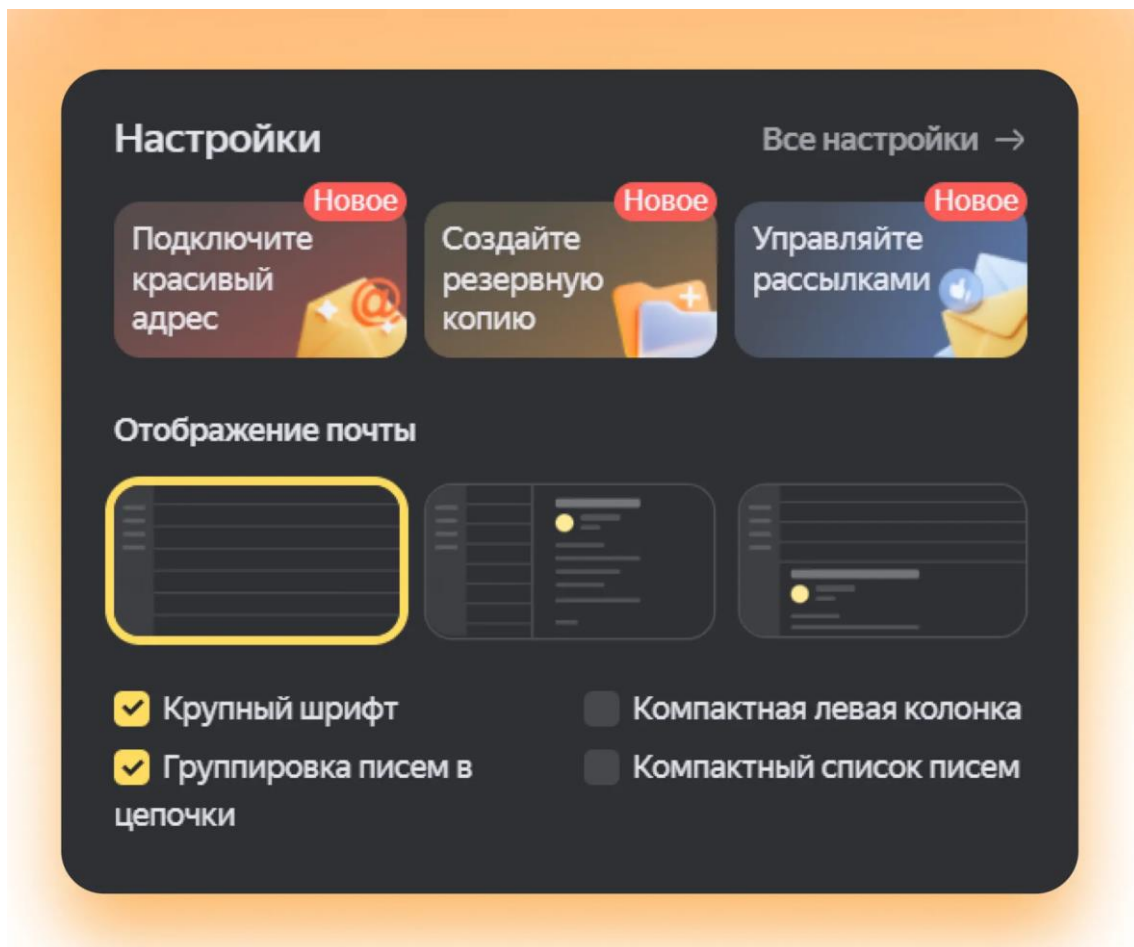 Настройки
Все настройки →
Новое
Новое
Новое
Подключите
красивый
адрес
Создайте
резервную
копию
Управляйте
рассылками
Отображение почты
Крупный шрифт
Компактная левая колонка
Группировка писем в
цепочки
Компактный список писем